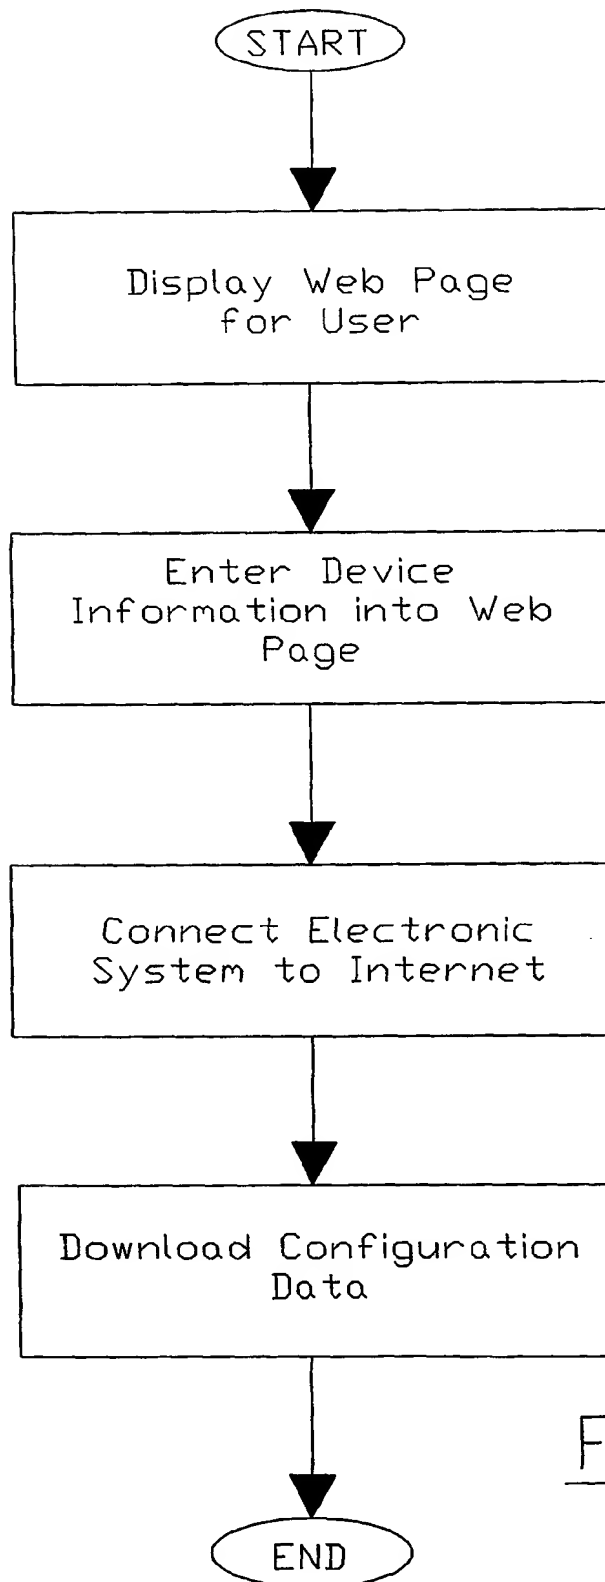 START
Display Web Page
for User
Enter Device
Information into Web
Page
Connect Electronic
System to Internet
Download Configuration
Data
F
END